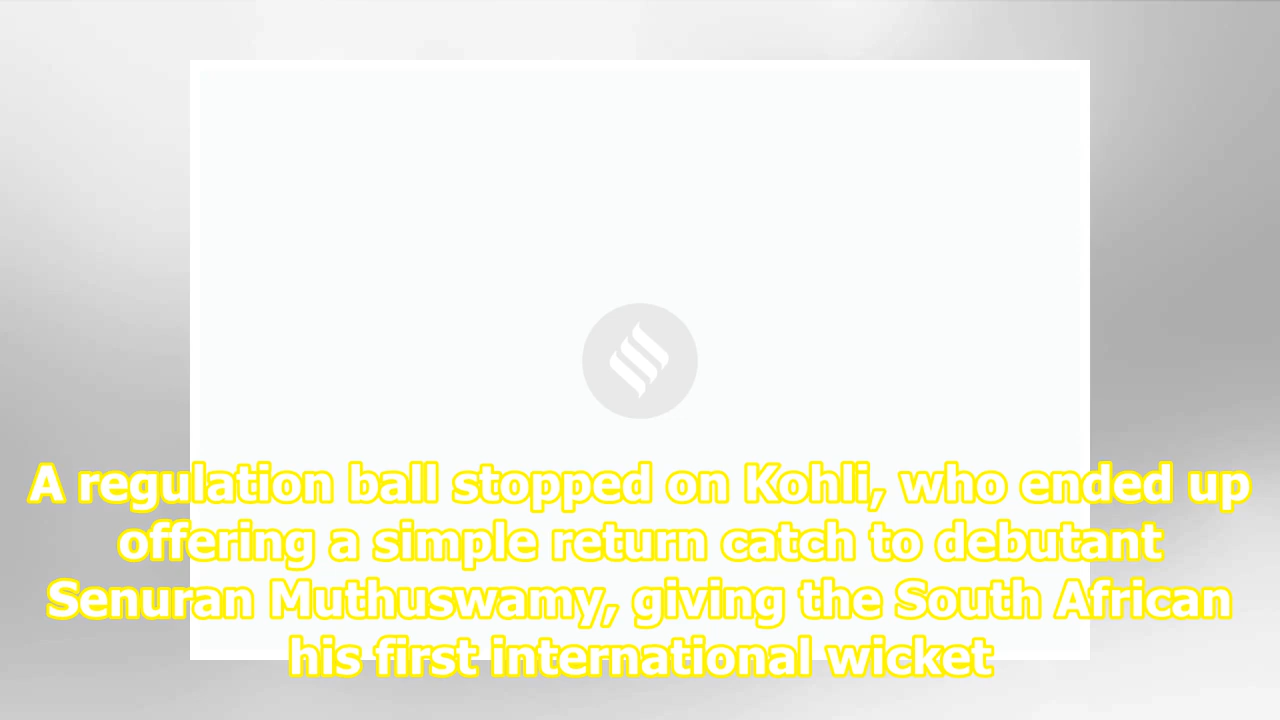 A regulation ball stopped on Kohli, who ended up
offering a simple return catch to debutant
Senuran Muthuswamy, giving the South African
his first international wicket